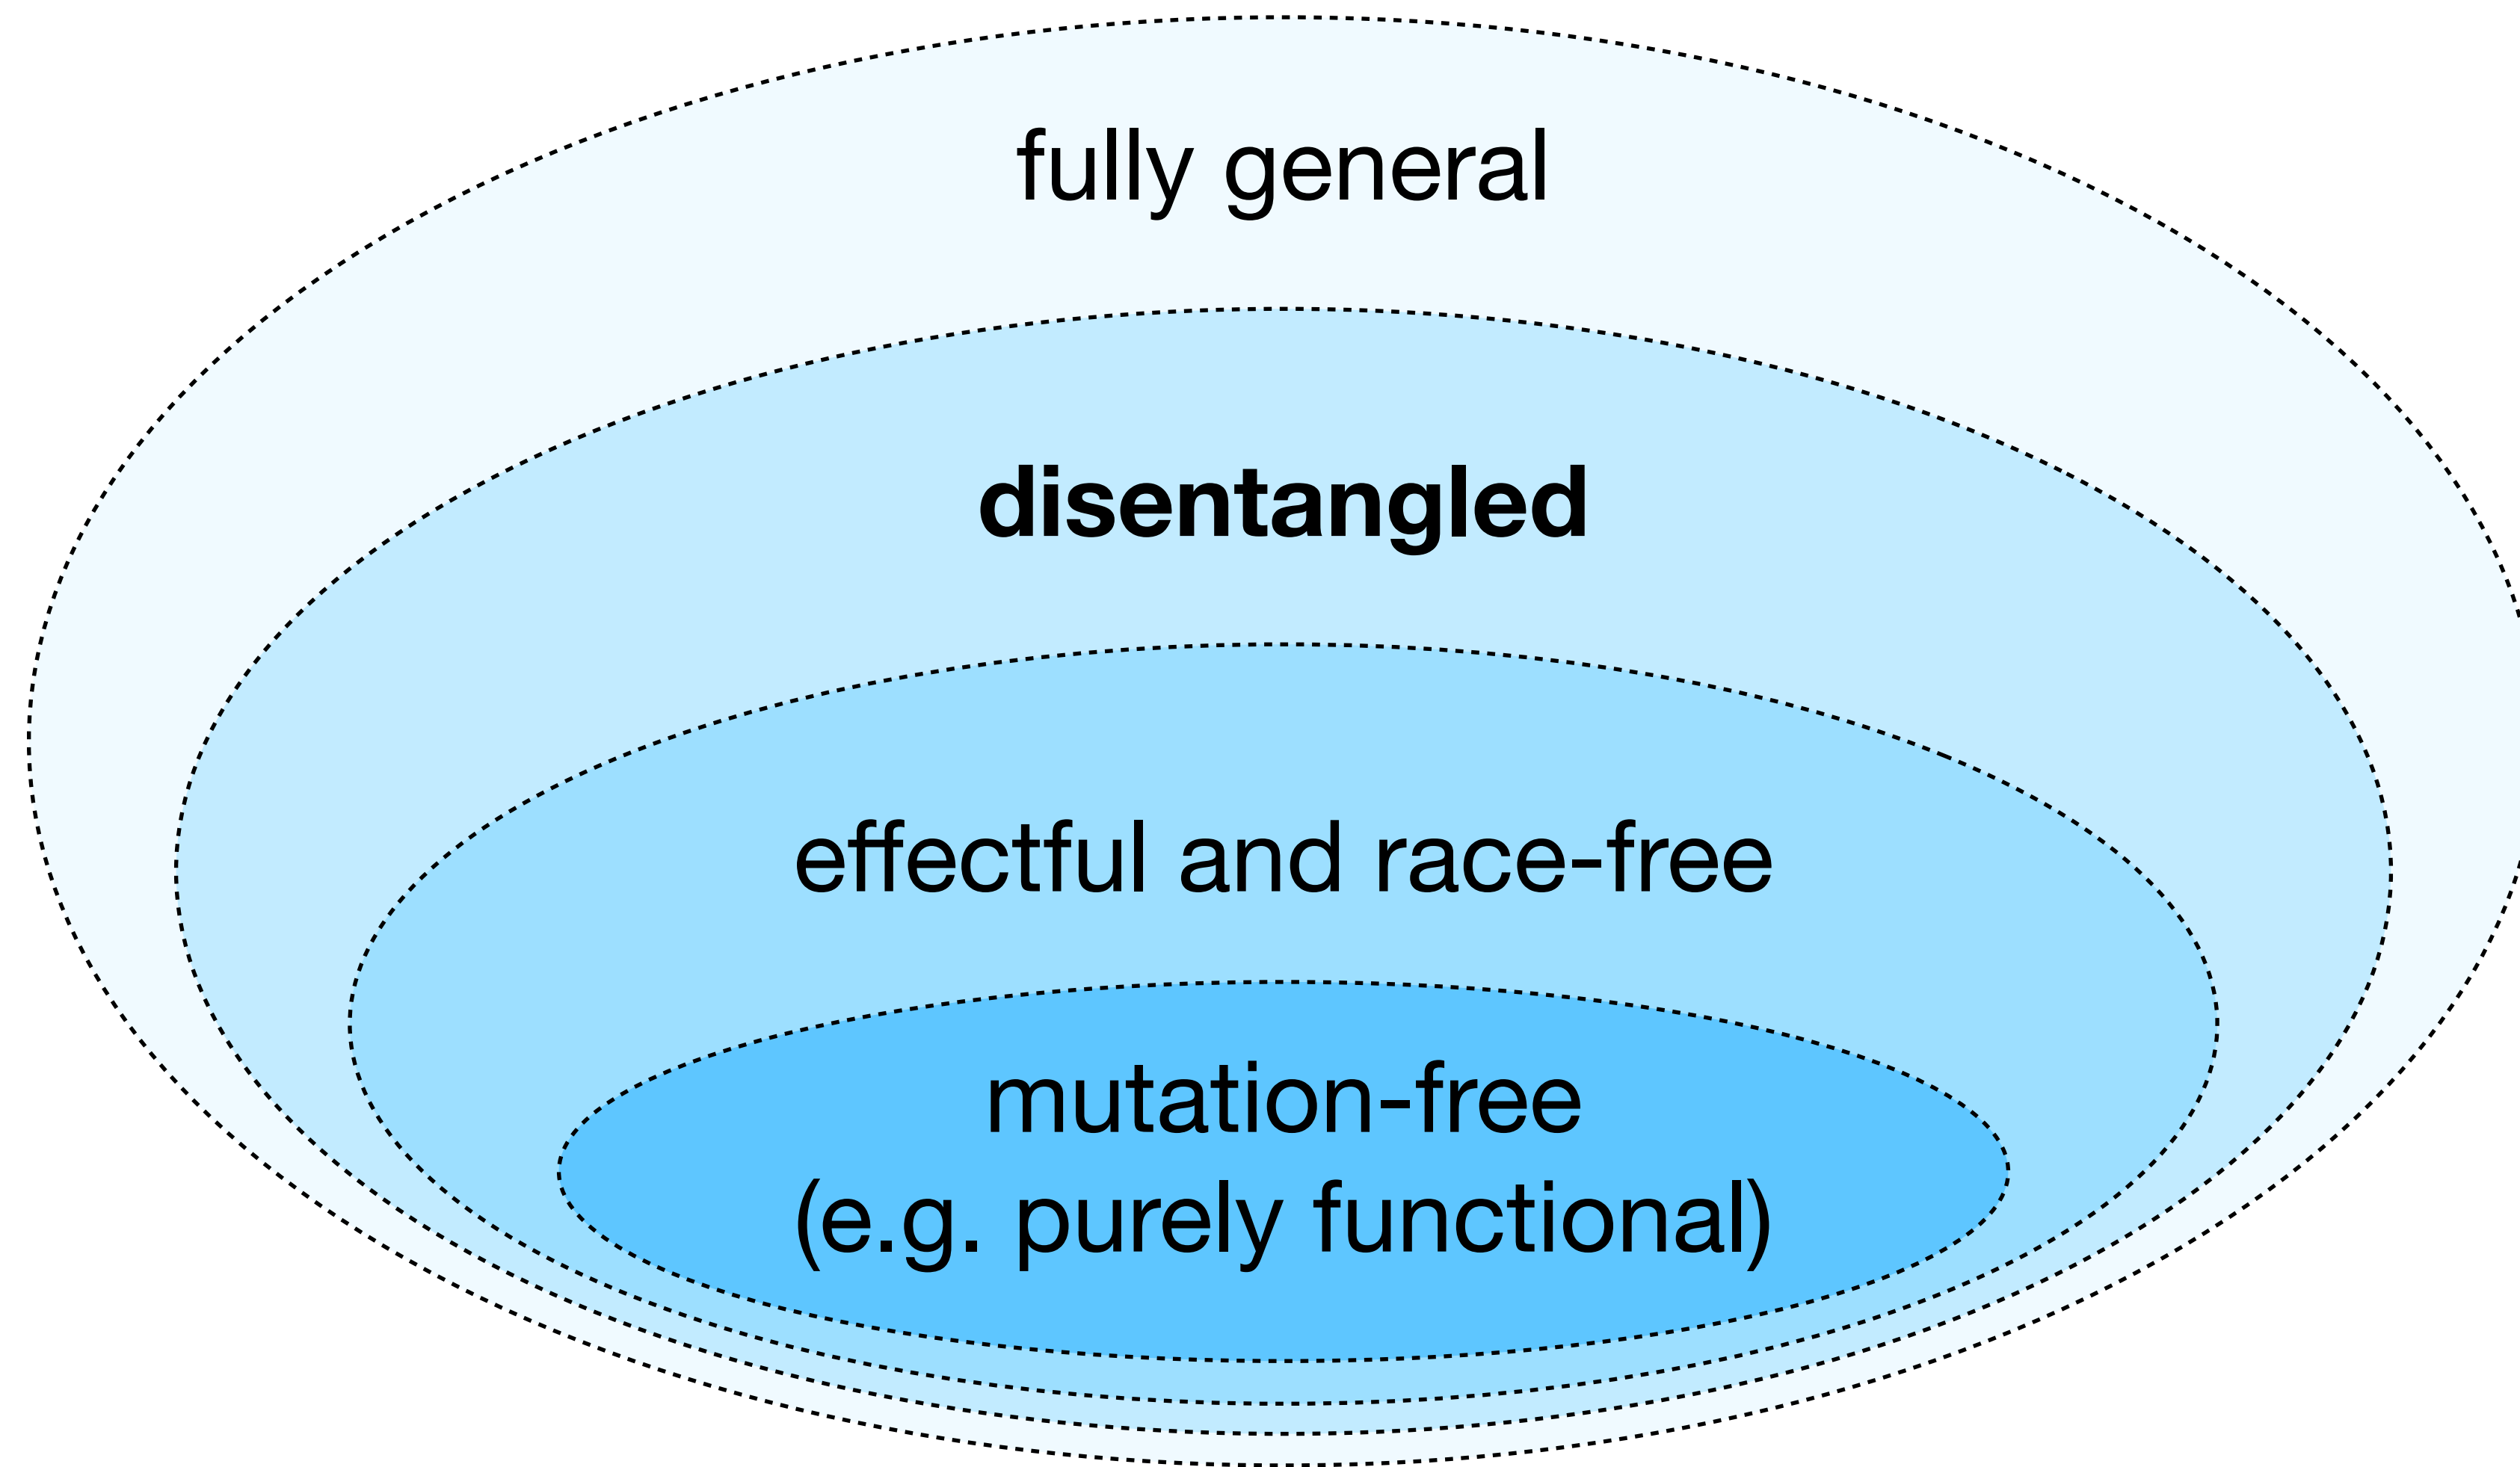 fully general
disentangled
effectful and race-free
mutation-free
(e.g. purely functional)